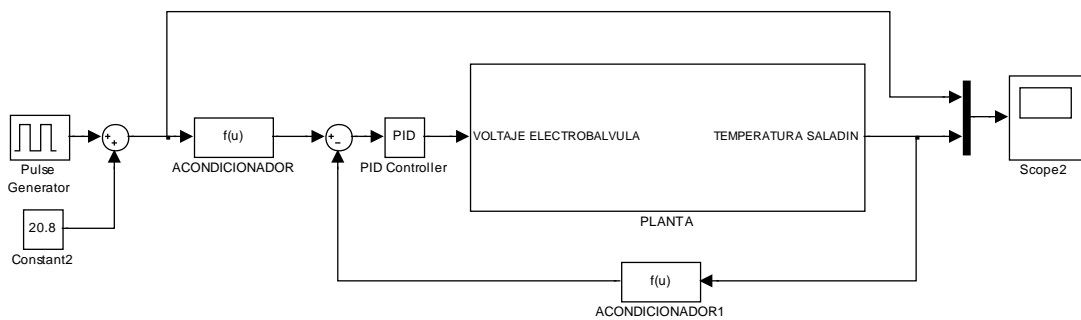 Pulse
Generator
20.8
Constant2
+
+
f(u)
ACONDICIONADOR
+
−
PID
PID Controller
VOLTAJE ELECTROBALVULA
TEMPERATURA SALADIN
PLANTA
f(u)
ACONDICIONADOR1
Scope2